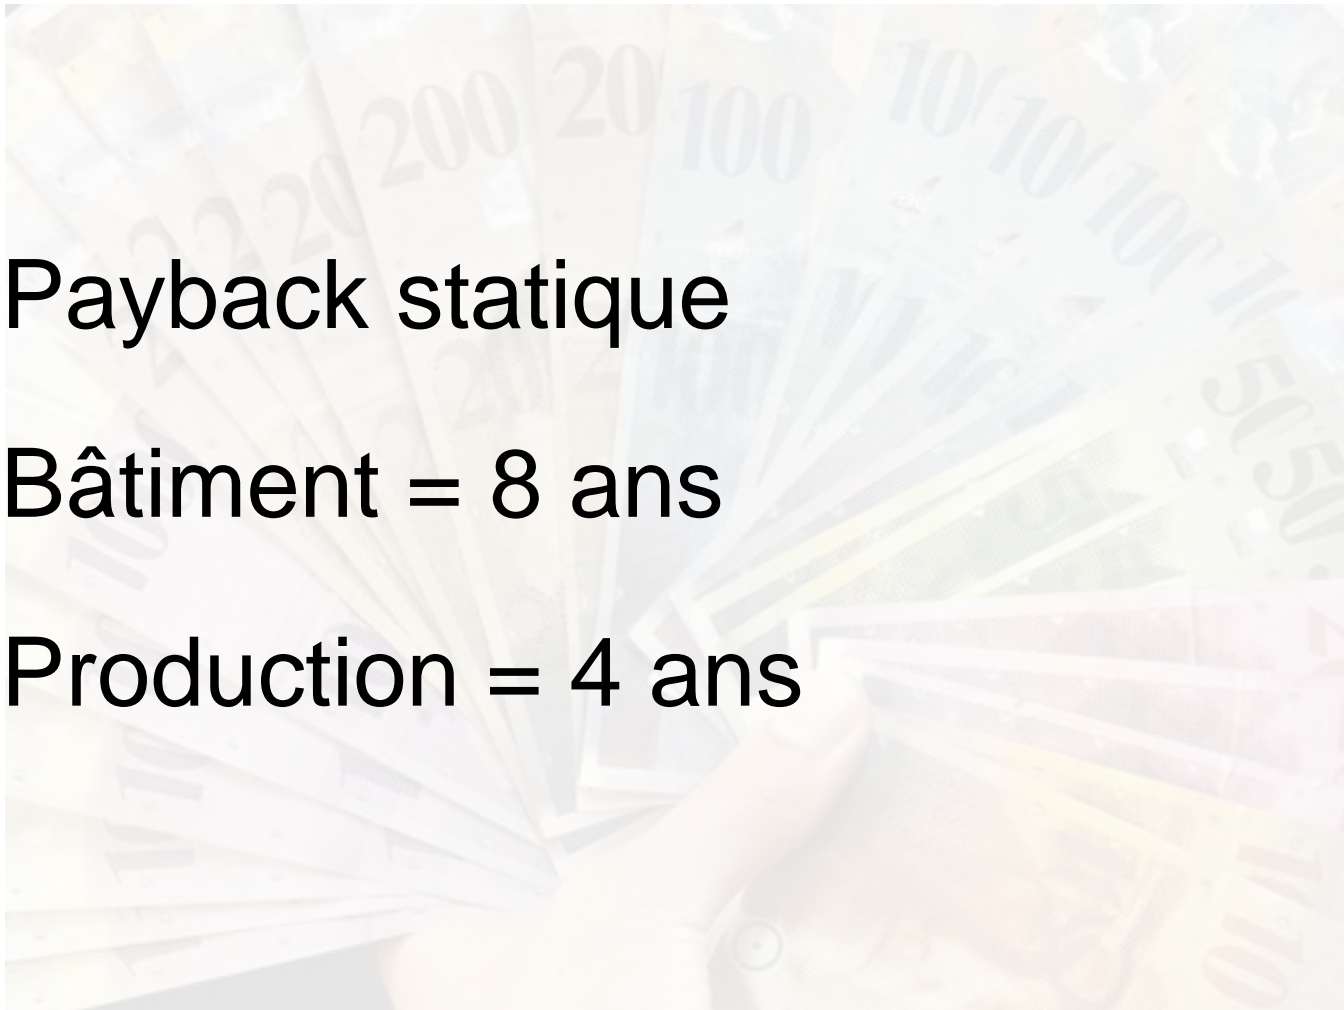 Payback statique
Bâtiment = 8 ans
Production = 4 ans